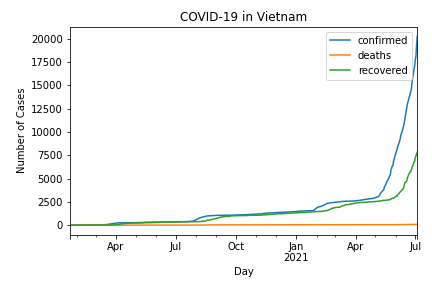 COVID-19 in Vietnam
confirmed
deaths
recovered
Number of Cases
20000
17500
15000
12500
10000
7500
5000
2500
0
Apr Jul Oct Jan Apr Jul
2021
Day